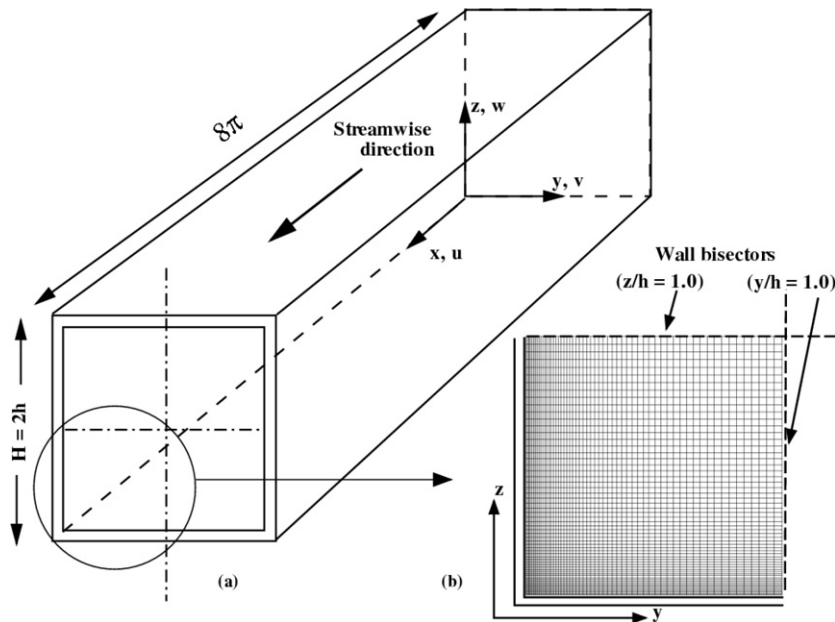 8π
z, w
Streamwise
direction
y, v
x, u
Wall bisectors
(z/h = 1.0)
(y/h = 1.0)
H = 2h
z
(a)
(b)
y